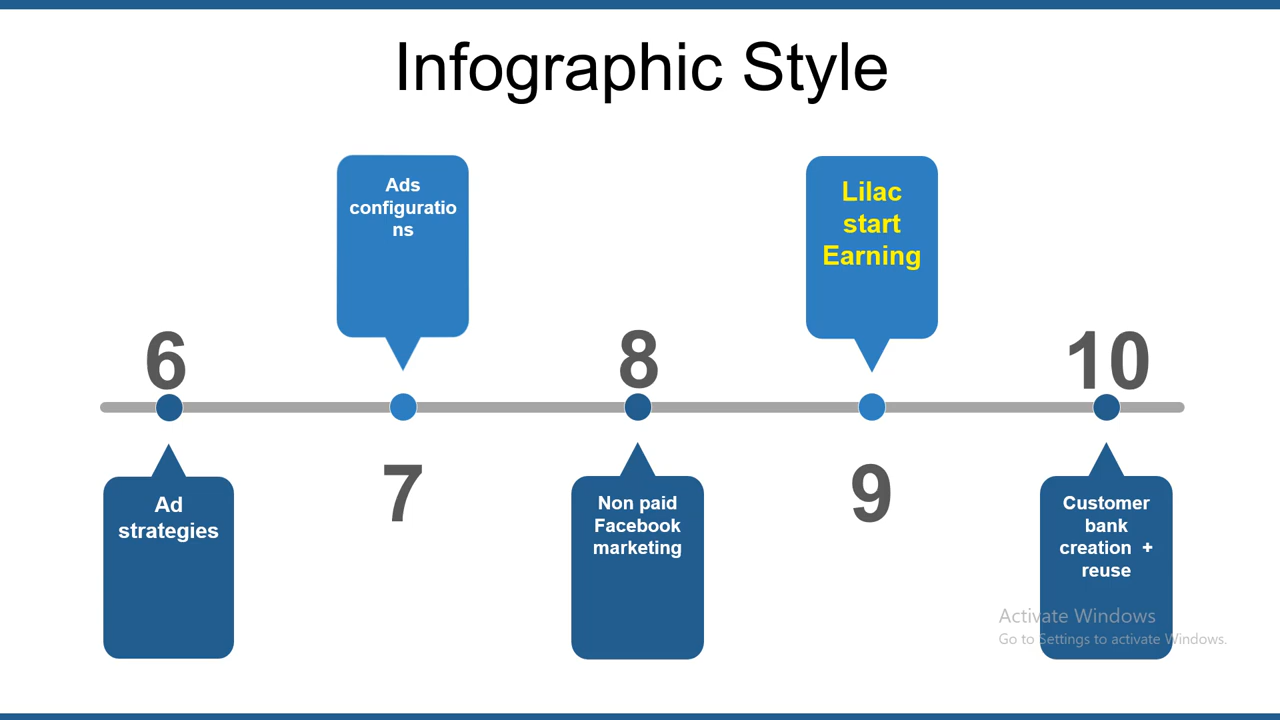 Infographic Style
Ads
configuratio
ns
Lilac
start
Earning
6
8
10
7
9
Ad
strategies
Non paid
Facebook
marketing
Customer
bank
creation +
reuse
Activate Windows
Go to Settings to activate Windows.